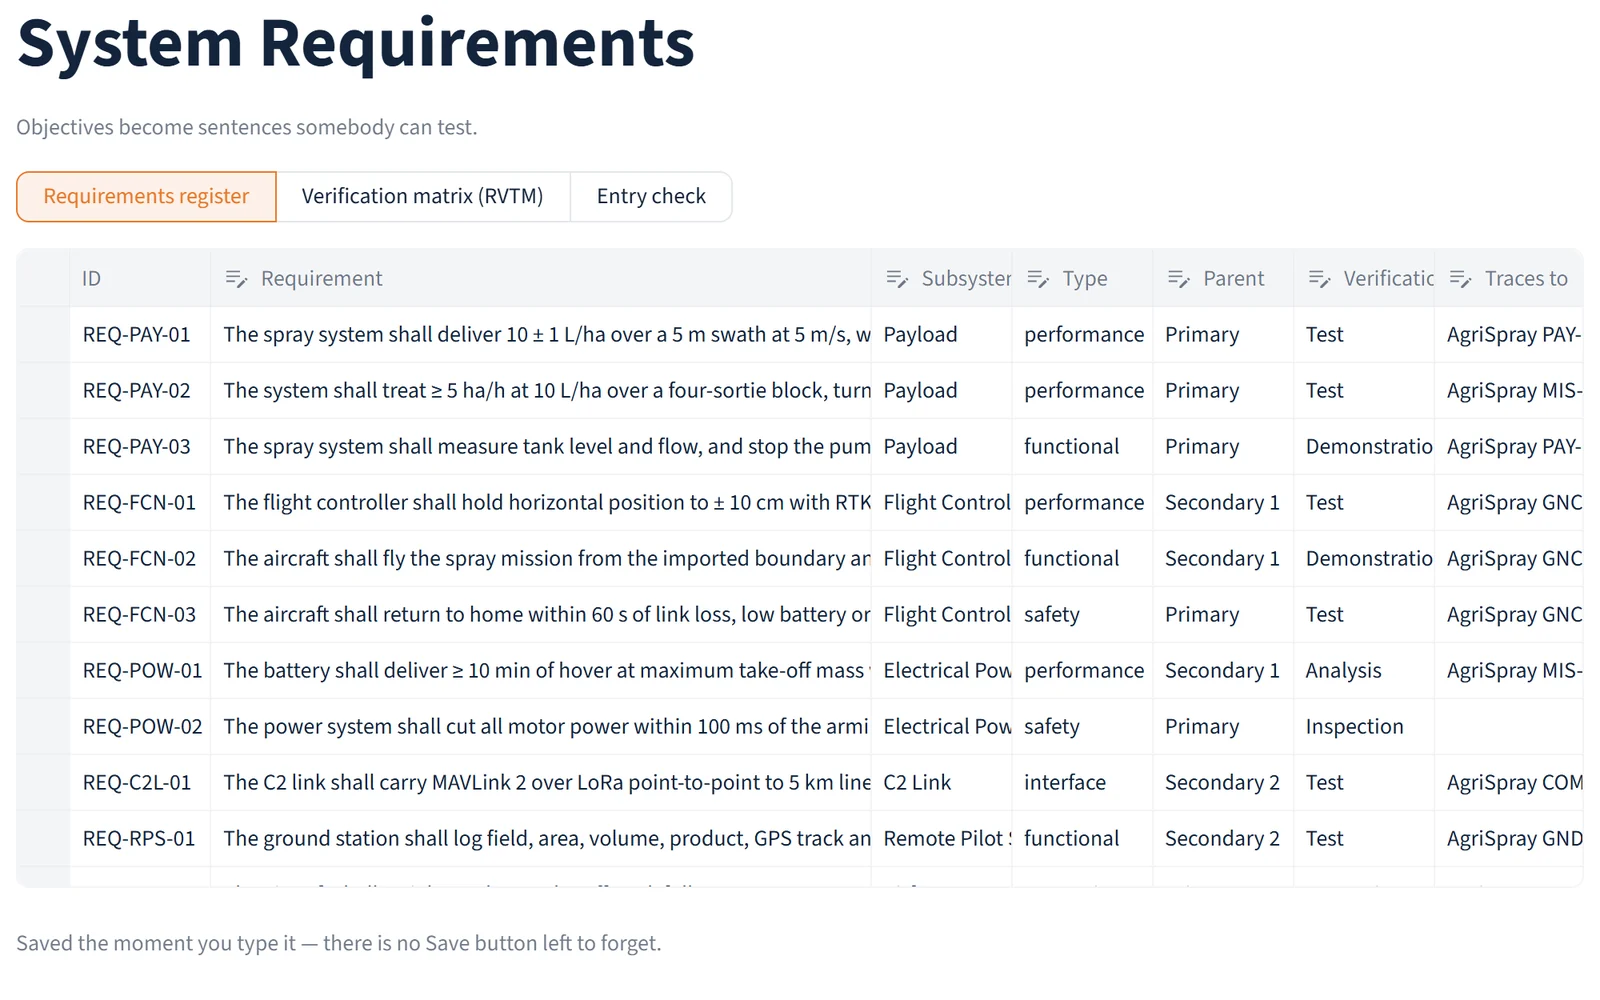 System Requirements
Objectives become sentences somebody can test.
Requirements register Verification matrix (RVTM) Entry check
ID Requirement Subsyster Type Parent Verificatic Traces to
REQ-PAY-01 The spray system shall deliver 10 ± 1 L/ha over a 5 m swath at 5 m/s, w Payload performance Primary Test AgriSpray PAY-
REQ-PAY-02 The system shall treat ≥ 5 ha/h at 10 L/ha over a four-sortie block, turn Payload performance Primary Test AgriSpray MIS-
REQ-PAY-03 The spray system shall measure tank level and flow, and stop the pum Payload functional Primary Demonstratio AgriSpray PAY-
REQ-FCN-01 The flight controller shall hold horizontal position to ± 10 cm with RTK Flight Control performance Secondary 1 Test AgriSpray GNC
REQ-FCN-02 The aircraft shall fly the spray mission from the imported boundary an Flight Control functional Secondary 1 Demonstratio AgriSpray GNC
REQ-FCN-03 The aircraft shall return to home within 60 s of link loss, low battery or Flight Control safety Primary Test AgriSpray GNC
REQ-POW-01 The battery shall deliver ≥ 10 min of hover at maximum take-off mass Electrical Pow performance Secondary 1 Analysis AgriSpray MIS-
REQ-POW-02 The power system shall cut all motor power within 100 ms of the armi Electrical Pow safety Primary Inspection
REQ-C2L-01 The C2 link shall carry MAVLink 2 over LoRa point-to-point to 5 km line C2 Link interface Secondary 2 Test AgriSpray COM
REQ-RPS-01 The ground station shall log field, area, volume, product, GPS track an Remote Pilot functional Secondary 2 Test AgriSpray GND
Saved the moment you type it — there is no Save button left to forget.